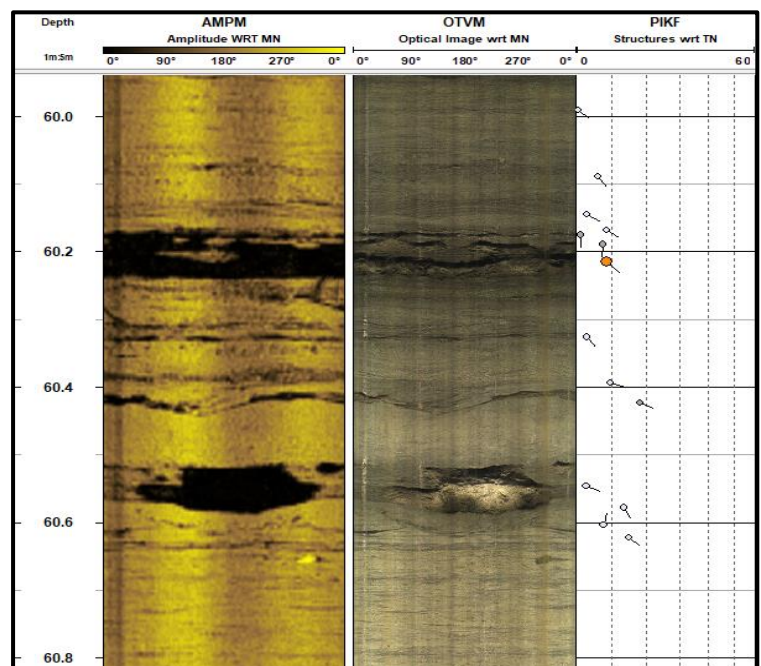 Depth AMPM OTVM PIKF
Amplitude WRT MN Optical Image wrt MN Structures wrt TN
1m:5m 0° 90° 180° 270° 0° 0° 90° 180° 270° 0° 0 60
60.0
60.2
60.4
60.6
60.8